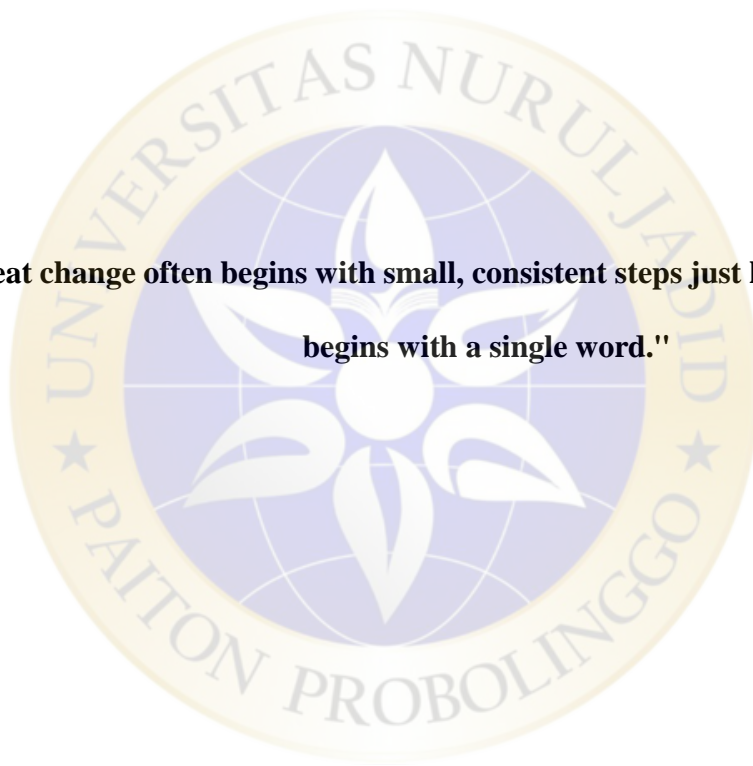 eat change often begins with small, consistent steps just
begins with a single word."
UNIVERSITAS NURUL JADID
★ PAITON PROBOLINGGO ★